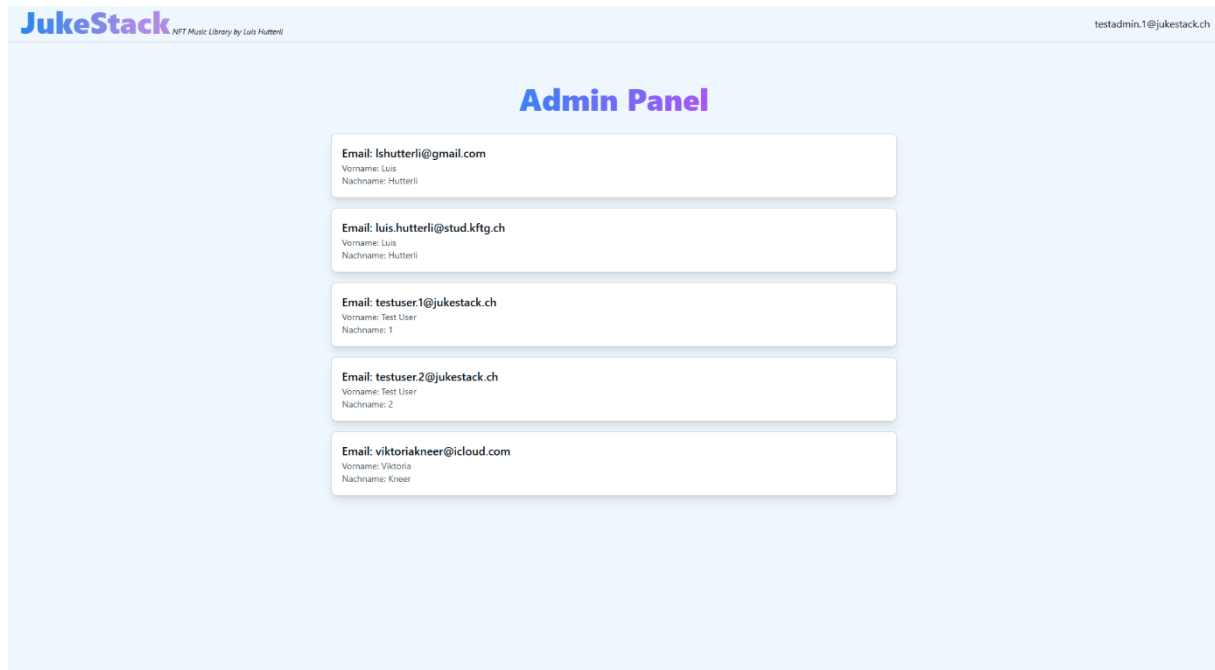 JukeStack NFT Music Library by Luis Hutterli
testadmin.1@jukestack.ch
Admin Panel
Email: lshutterli@gmail.com
Vorname: Luis
Nachname: Hutterli
Email: luis.hutterli@stud.kftg.ch
Vorname: Luis
Nachname: Hutterli
Email: testuser.1@jukestack.ch
Vorname: Test User
Nachname: 1
Email: testuser.2@jukestack.ch
Vorname: Test User
Nachname: 2
Email: viktoriakneer@icloud.com
Vorname: Viktoria
Nachname: Kneer